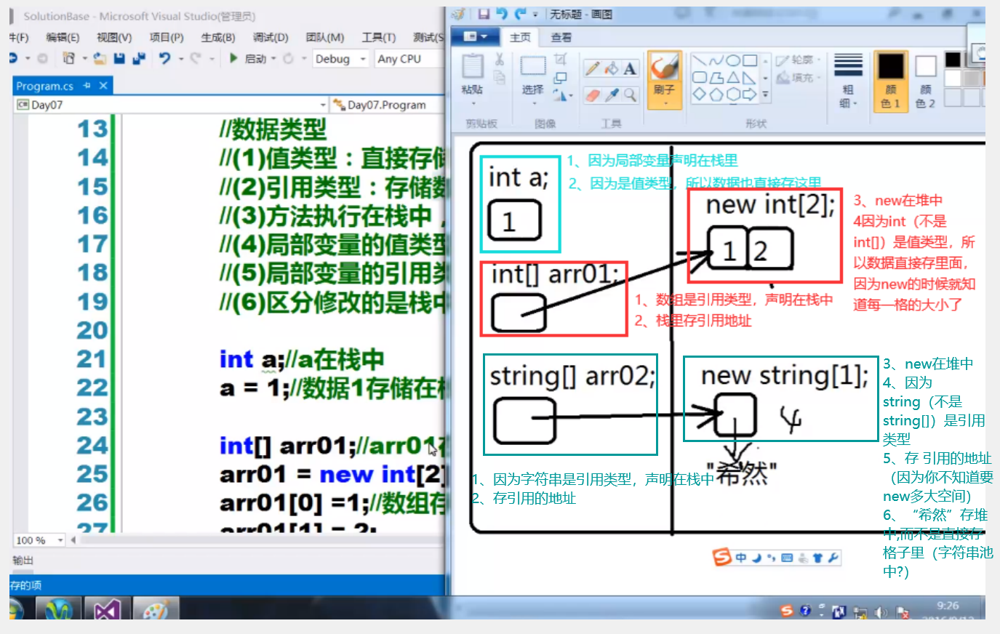 SolutionBase - Microsoft Visual Studio(管理员)
件(F) 编辑(E) 视图(V) 项目(P) 生成(B) 调试(D) 团队(M) 工具(T) 测试(S
启动 Debug Any CPU
Program.cs
Day07 Day07.Program
13 //数据类型
14 //(1)值类型：直接存储
15 //(2)引用类型：存储数
16 //(3)方法执行在栈中，
17 //(4)局部变量的值类型
18 //(5)局部变量的引用类
19 //(6)区分修改的是栈中
20
21 int a;//a在栈中
22 a = 1;//数据1存储在栈
23
24 int[] arr01;//arr01在
25 arr01 = new int[2]
26 arr01[0] =1;//数组存
27 arr01[1] = 2;
100 %
输出
存的项
无标题 - 画图
主页 查看
粘贴 选择 刷子 轮廓 填充 粗细 颜色 1 颜色 2
剪贴板 图像 工具 形状
int a;
1
1、因为局部变量声明在栈里
2、因为是值类型，所以数据也直接存这里
new int[2];
1 2
3、new在堆中
4因为int（不是
int[]）是值类型，所
以数据直接存里面，
因为new的时候就知
道每一格的大小了
int[] arr01;
1、数组是引用类型，声明在栈中
2、栈里存引用地址
string[] arr02;
new string[1];
"希然"
1、因为字符串是引用类型，声明在栈中
2、存引用的地址
3、new在堆中
4、因为
string（不是
string[]）是引用
类型
5、存 引用的地址
（因为你不知道要
new多大空间）
6、“希然”存堆
中,而不是直接存
格子里（字符串池
中?）
中
9:26